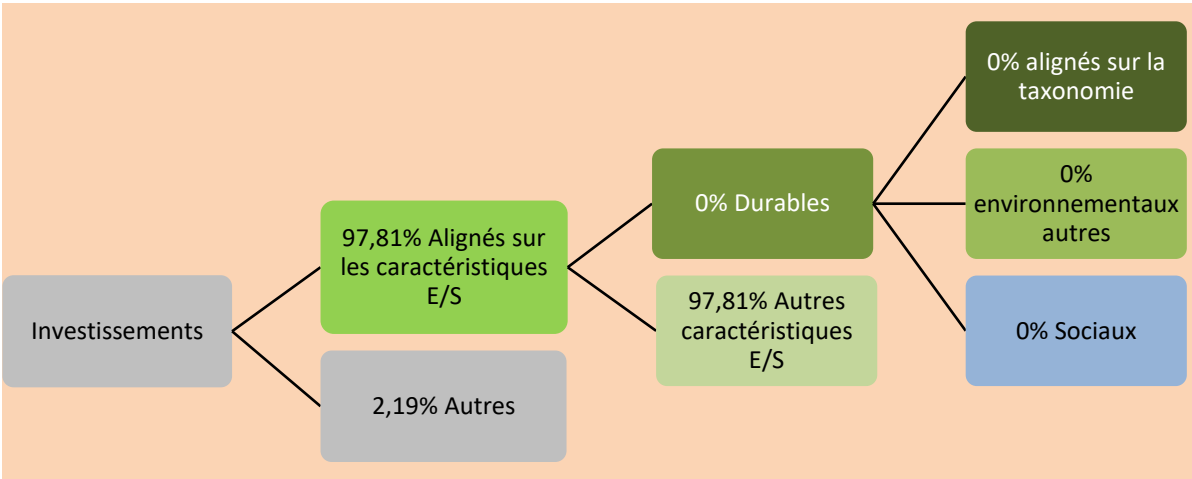 Investissements
97,81% Alignés sur
les caractéristiques
E/S
2,19% Autres
0% Durables
97,81% Autres
caractéristiques
E/S
0% alignés sur la
taxonomie
0%
environnementaux
autres
0% Sociaux